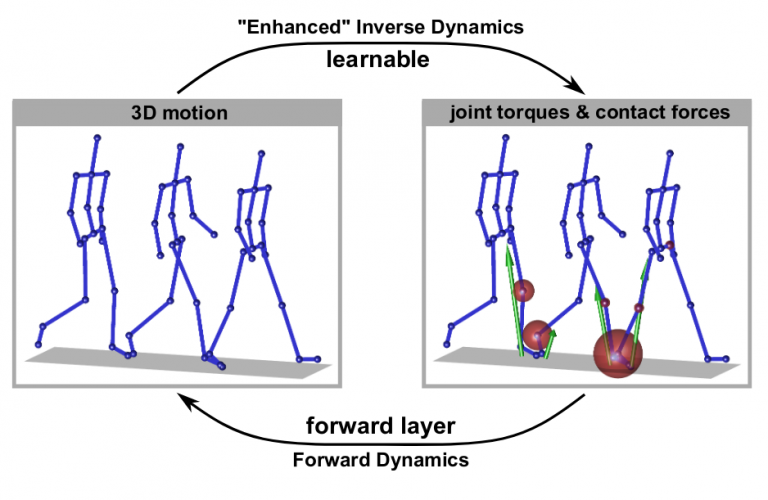 "Enhanced" Inverse Dynamics
learnable
3D motion
joint torques & contact forces
forward layer
Forward Dynamics